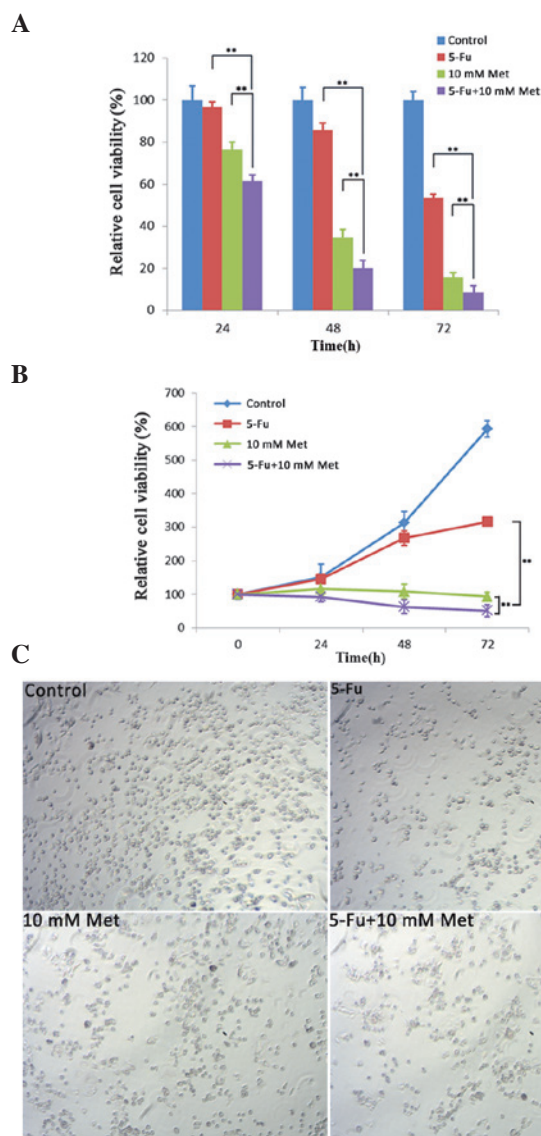 A
Relative cell viability (%)
120
100
80
60
40
20
0
**
**
**
**
**
**
Control
5-Fu
10 mM Met
5-Fu+10 mM Met
24
48
72
Time(h)
B
Relative cell viability (%)
700
600
500
400
300
200
100
0
Control
5-Fu
10 mM Met
5-Fu+10 mM Met
**
**
0
24
48
72
Time(h)
C
Control
5-Fu
10 mM Met
5-Fu+10 mM Met